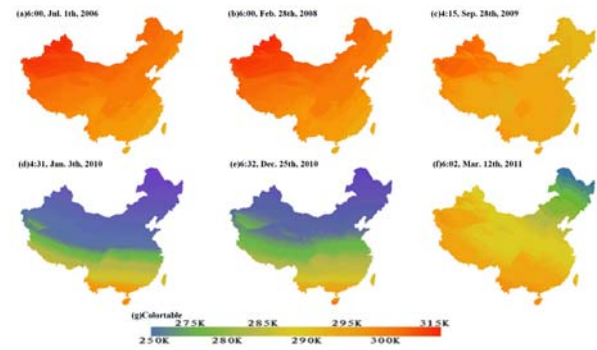 (a)6:00, Jul. 1th, 2006
(b)6:00, Feb. 28th, 2008
(c)4:15, Sep. 28th, 2009
(d)4:31, Jan. 3th, 2010
(e)6:32, Dec. 25th, 2010
(f)6:02, Mar. 12th, 2011
(g)Colortable
275K 285K 295K 315K
250K 280K 290K 300K